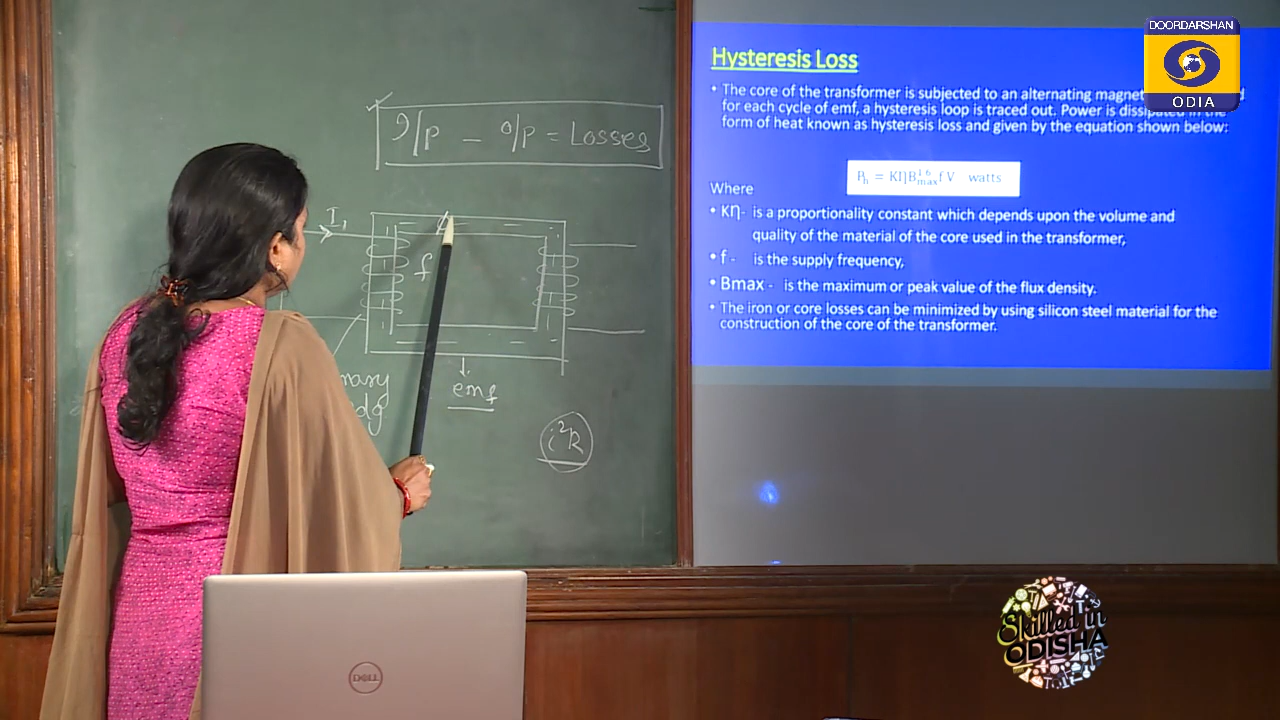 I/p - o/p = Losses
I₁
ϕ
f
emf
i²R
Hysteresis Loss
• The core of the transformer is subjected to an alternating
for each cycle of emf, a hysteresis loop is traced out. Power is dissipated in the
form of heat known as hysteresis loss and given by the equation shown below:
Pₕ = KȠB¹·⁶max f V watts
Where
• KȠ- is a proportionality constant which depends upon the volume and
quality of the material of the core used in the transformer,
• f - is the supply frequency,
• Bmax - is the maximum or peak value of the flux density.
• The iron or core losses can be minimized by using silicon steel material for the
construction of the core of the transformer.
DOORDARSHAN
ODIA
DELL
Skilled in
ODISHA